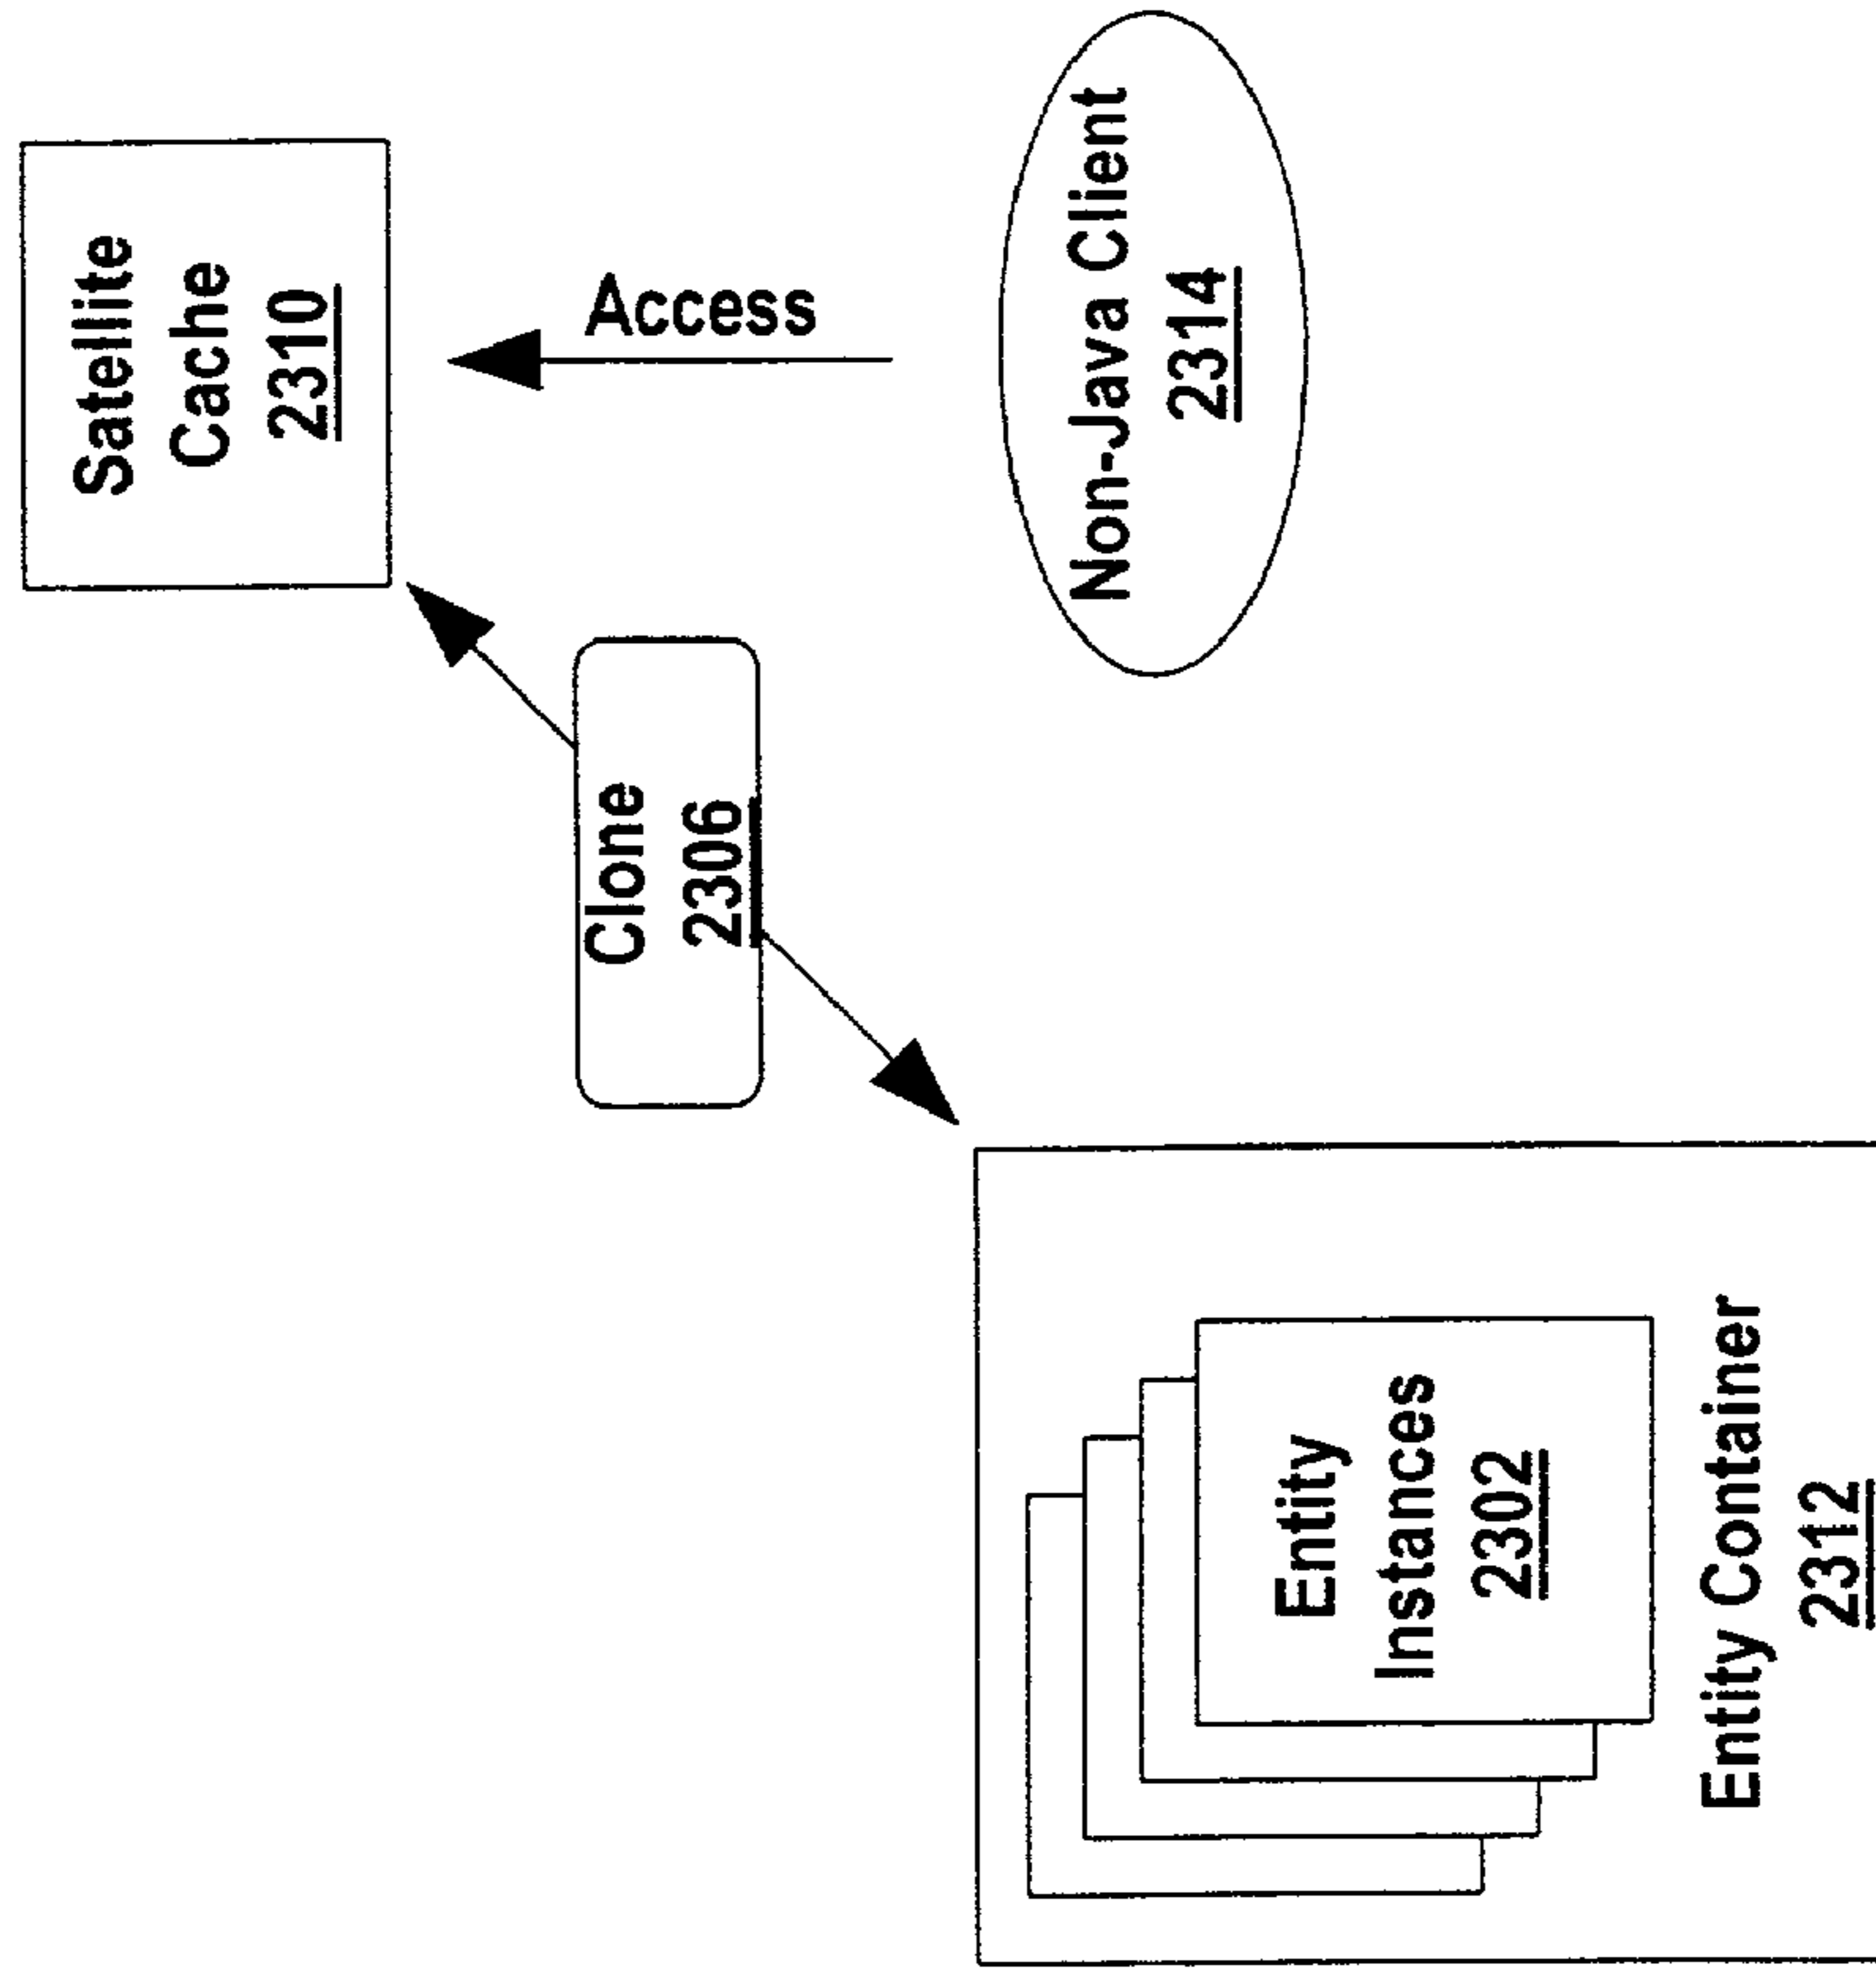 Satellite
Cache
2310
Access
Clone
2306
Non-Java Client
2314
Entity
Instances
2302
Entity Container
2312